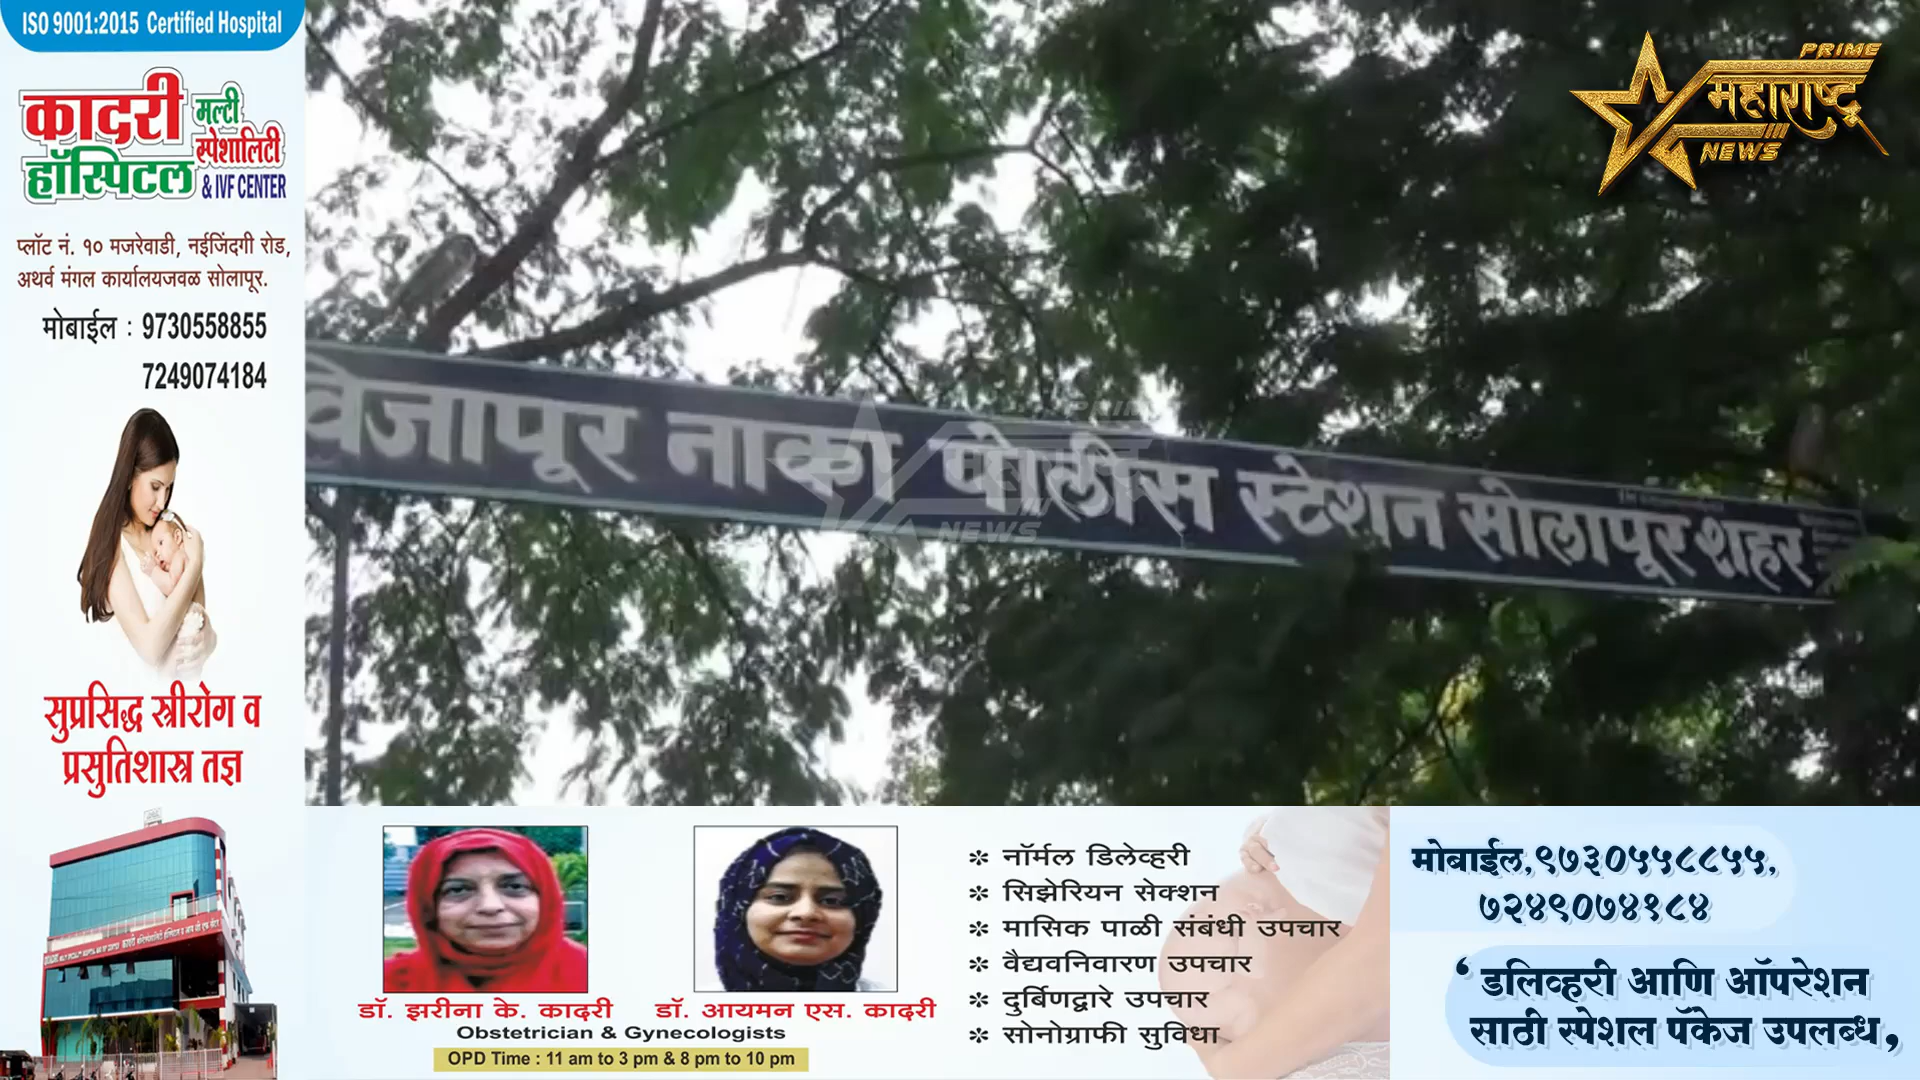 ISO 9001:2015 Certified Hospital
कादरी मल्टी
हॉस्पिटल स्पेशालिटी
& IVF CENTER
प्लॉट नं. १० मजरेवाडी, नईजिंदगी रोड,
अथर्व मंगल कार्यालयजवळ सोलापूर.
मोबाईल : 9730558855
7249074184
सुप्रसिद्ध स्त्रीरोग व
प्रसुतिशास्त्र तज्ञ
PRIME
महाराष्ट्र
NEWS
विजापूर नाका पोलीस स्टेशन सोलापूर शहर
PRIME
NEWS
डॉ. झरीना के. कादरी
डॉ. आयमन एस. कादरी
Obstetrician & Gynecologists
OPD Time : 11 am to 3 pm & 8 pm to 10 pm
* नॉर्मल डिलेव्हरी
* सिझेरियन सेक्शन
* मासिक पाळी संबंधी उपचार
* वैद्यवनिवारण उपचार
* दुर्बिणद्वारे उपचार
* सोनोग्राफी सुविधा
मोबाईल,९७३०५५८८५५,
७२४९०७४१८४
‘ डलिव्हरी आणि ऑपरेशन
साठी स्पेशल पॅकेज उपलब्ध,